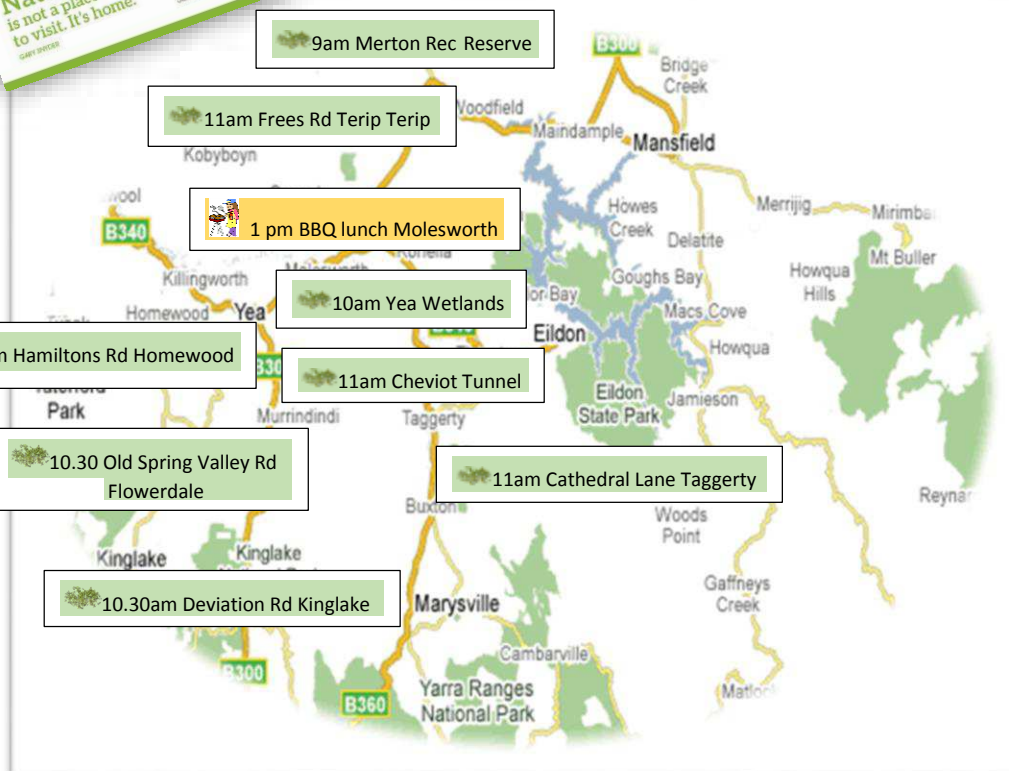 is not a place
to visit. It's home.
GARY SNYDER
9am Merton Rec Reserve
B300
Bridge
Creek
11am Frees Rd Terip Terip
Woodfield
Maindample
Mansfield
Kobyboyn
1 pm BBQ lunch Molesworth
B340
Howes
Creek
Merrijig
Delatite
Mt Buller
Killingworth
Goughs Bay
Howqua
Hills
10am Yea Wetlands
Homewood
Yea
Macs Cove
Eildon
Hamiltons Rd Homewood
Howqua
11am Cheviot Tunnel
Park
Murrindindi
Taggerty
Eildon
State Park
Jamieson
10.30 Old Spring Valley Rd
Flowerdale
11am Cathedral Lane Taggerty
Buxton
Woods
Point
Kinglake
Kinglake
10.30am Deviation Rd Kinglake
Marysville
Gaffneys
Creek
Cambarville
B300
B360
Yarra Ranges
National Park